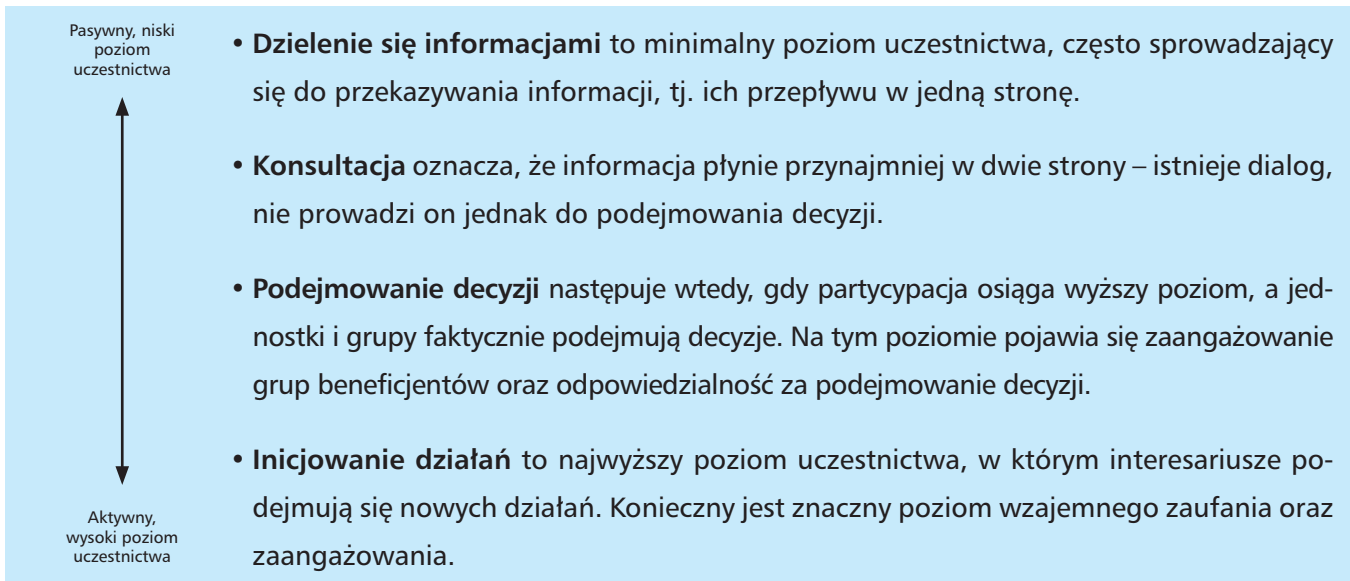 Pasywny, niski
poziom
uczestnictwa
• Dzielenie się informacjami to minimalny poziom uczestnictwa, często sprowadzający
się do przekazywania informacji, tj. ich przepływu w jedną stronę.
• Konsultacja oznacza, że informacja płynie przynajmniej w dwie strony – istnieje dialog,
nie prowadzi on jednak do podejmowania decyzji.
• Podejmowanie decyzji następuje wtedy, gdy partycypacja osiąga wyższy poziom, a jed-
nostki i grupy faktycznie podejmują decyzje. Na tym poziomie pojawia się zaangażowanie
grup beneficjentów oraz odpowiedzialność za podejmowanie decyzji.
• Inicjowanie działań to najwyższy poziom uczestnictwa, w którym interesariusze po-
dejmują się nowych działań. Konieczny jest znaczny poziom wzajemnego zaufania oraz
zaangażowania.
Aktywny,
wysoki poziom
uczestnictwa